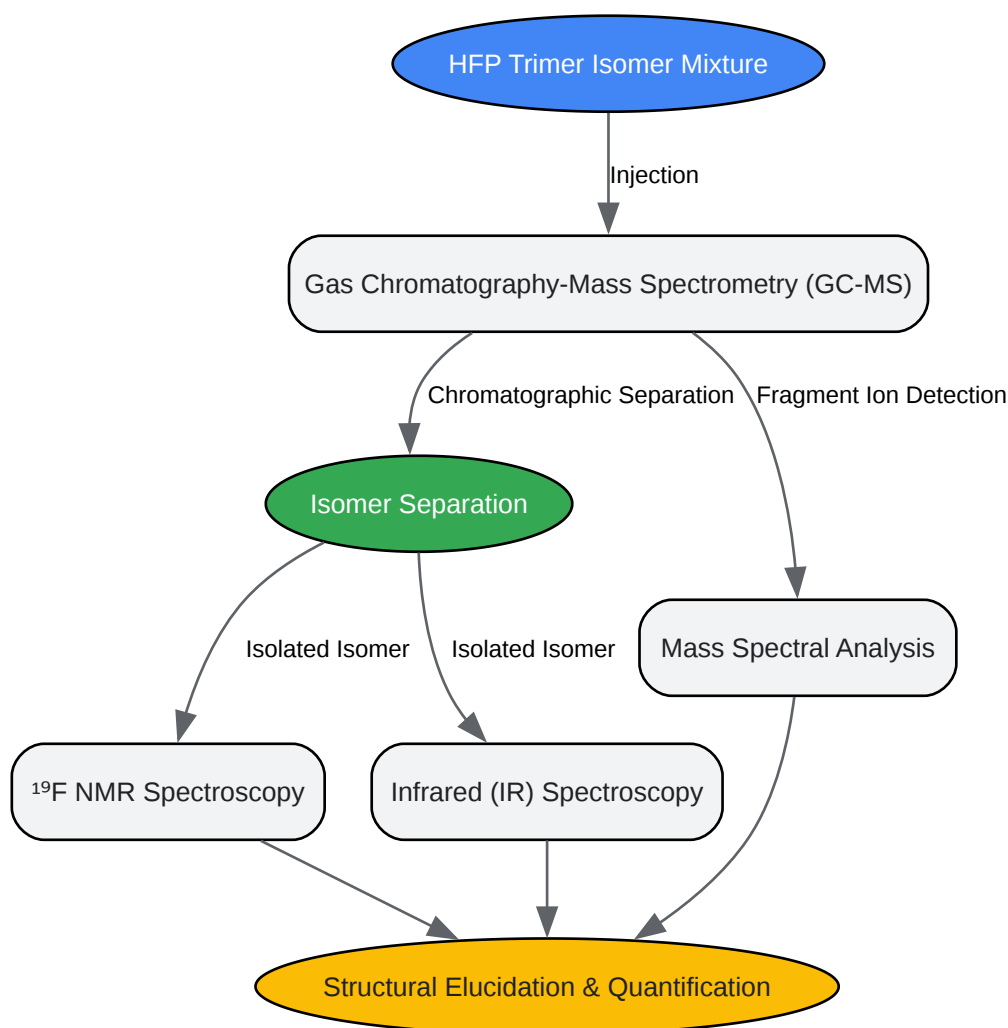 HFP Trimer Isomer Mixture
Injection
Gas Chromatography-Mass Spectrometry (GC-MS)
Chromatographic Separation
Fragment Ion Detection
Isomer Separation
Isolated Isomer
Isolated Isomer
Mass Spectral Analysis
¹⁹F NMR Spectroscopy
Infrared (IR) Spectroscopy
Structural Elucidation & Quantification